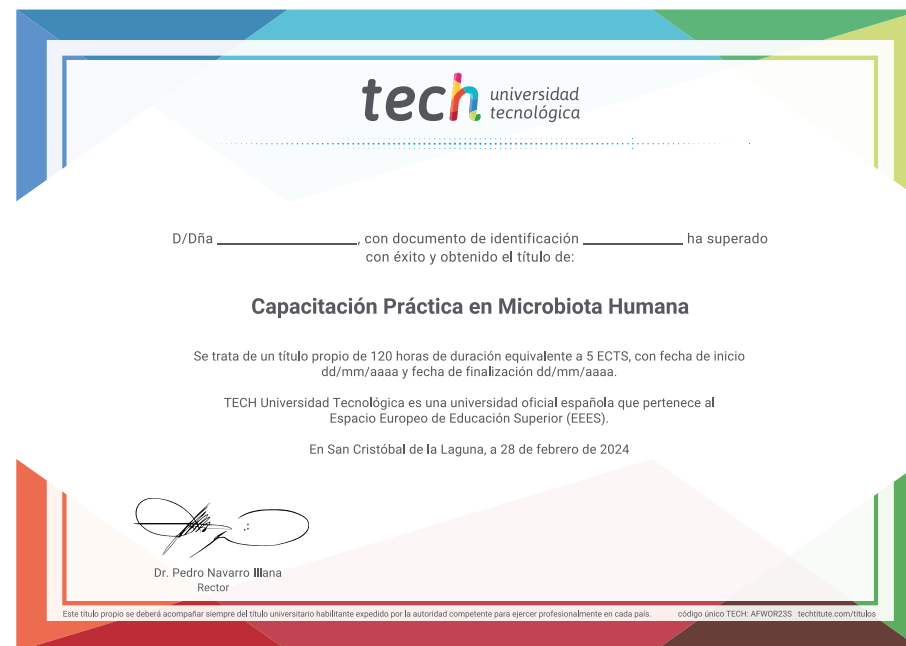 tech universidad
tecnológica
D/Dña ____________________, con documento de identificación ______________ ha superado
con éxito y obtenido el título de:
Capacitación Práctica en Microbiota Humana
Se trata de un título propio de 120 horas de duración equivalente a 5 ECTS, con fecha de inicio
dd/mm/aaaa y fecha de finalización dd/mm/aaaa.
TECH Universidad Tecnológica es una universidad oficial española que pertenece al
Espacio Europeo de Educación Superior (EEES).
En San Cristóbal de la Laguna, a 28 de febrero de 2024
Dr. Pedro Navarro Illana
Rector
Este título propio se deberá acompañar siempre del título universitario habilitante expedido por la autoridad competente para ejercer profesionalmente en cada país. código único TECH: AFWOR23S techtitute.com/titulos